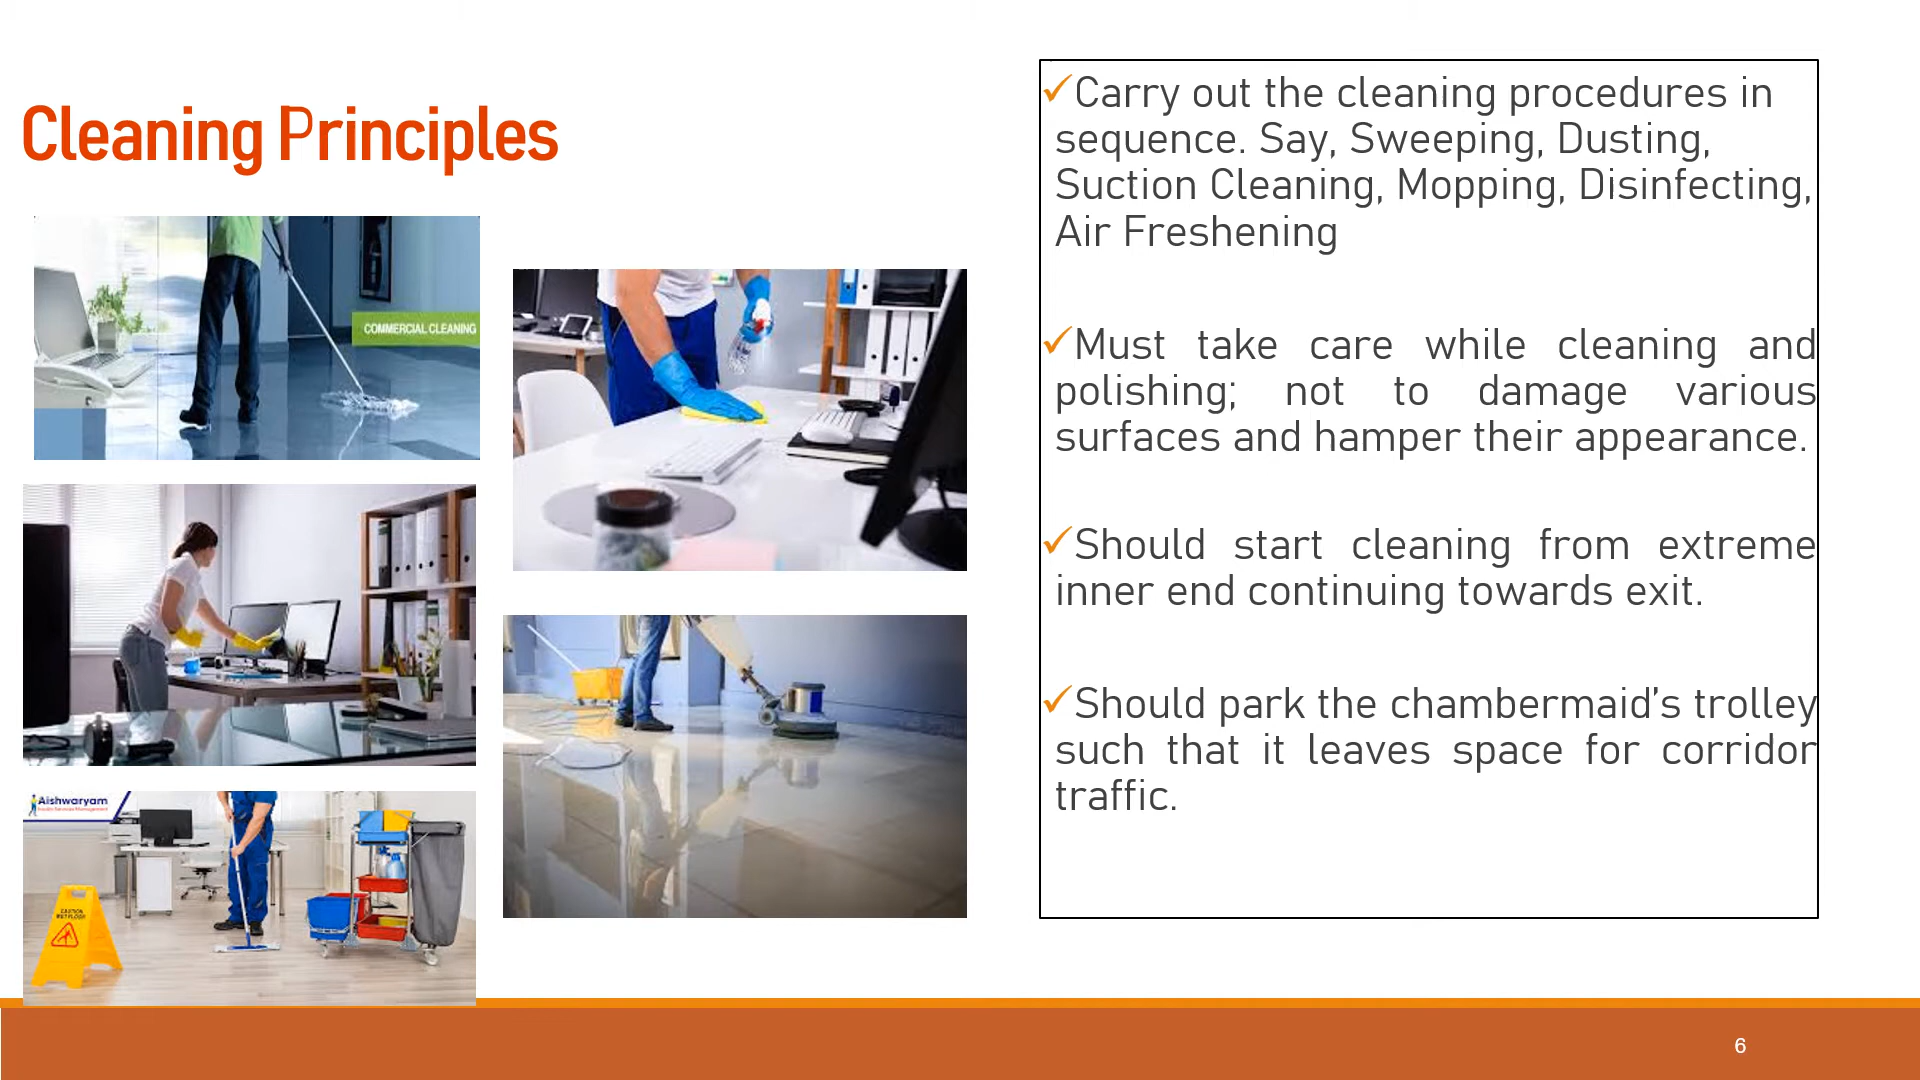 Cleaning Principles
COMMERCIAL CLEANING
Aishwaryam
CAUTION
WET FLOOR
✓Carry out the cleaning procedures in
sequence. Say, Sweeping, Dusting,
Suction Cleaning, Mopping, Disinfecting,
Air Freshening
✓Must take care while cleaning and
polishing; not to damage various
surfaces and hamper their appearance.
✓Should start cleaning from extreme
inner end continuing towards exit.
✓Should park the chambermaid's trolley
such that it leaves space for corridor
traffic.
6